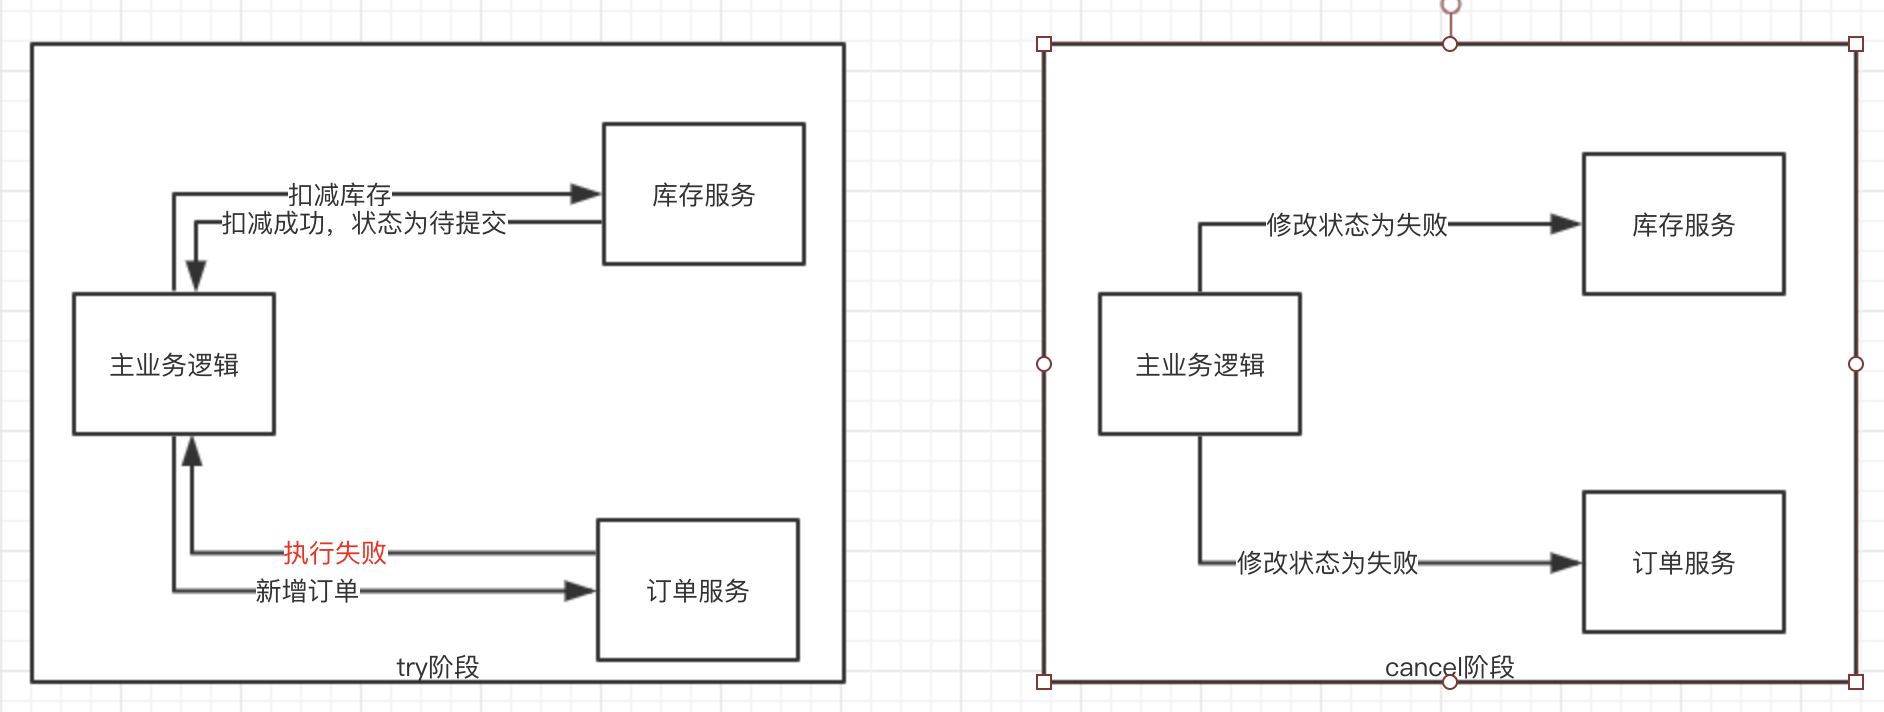 扣减库存
扣减成功，状态为待提交
库存服务
主业务逻辑
执行失败
新增订单
订单服务
try阶段
修改状态为失败
库存服务
主业务逻辑
修改状态为失败
订单服务
cancel阶段